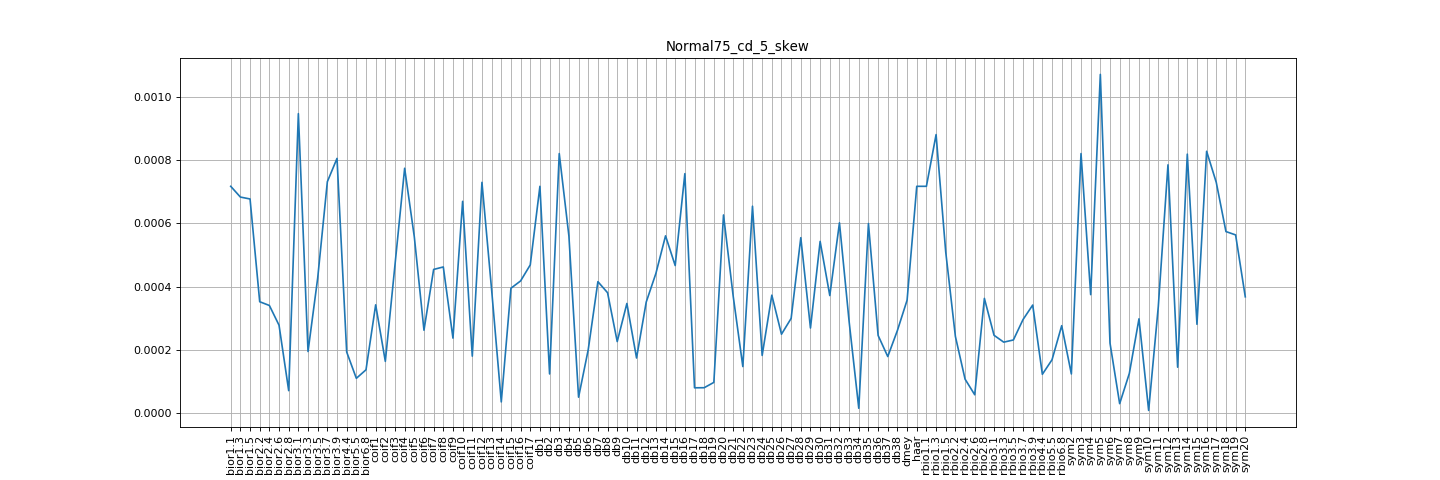 Normal75_cd_5_skew
0.0010
0.0008
0.0006
0.0004
0.0002
0.0000
bior1.1
bior1.3
bior1.5
bior2.2
bior2.4
bior2.6
bior2.8
bior3.1
bior3.3
bior3.5
bior3.7
bior3.9
bior4.4
bior5.5
bior6.8
coif1
coif2
coif3
coif4
coif5
coif6
coif7
coif8
coif9
coif10
coif11
coif12
coif13
coif14
coif15
coif16
coif17
db1
db2
db3
db4
db5
db6
db7
db8
db9
db10
db11
db12
db13
db14
db15
db16
db17
db18
db19
db20
db21
db22
db23
db24
db25
db26
db27
db28
db29
db30
db31
db32
db33
db34
db35
db36
db37
db38
dmey
haar
rbio1.1
rbio1.3
rbio1.5
rbio2.2
rbio2.4
rbio2.6
rbio2.8
rbio3.1
rbio3.3
rbio3.5
rbio3.7
rbio3.9
rbio4.4
rbio5.5
rbio6.8
sym2
sym3
sym4
sym5
sym6
sym7
sym8
sym9
sym10
sym11
sym12
sym13
sym14
sym15
sym16
sym17
sym18
sym19
sym20